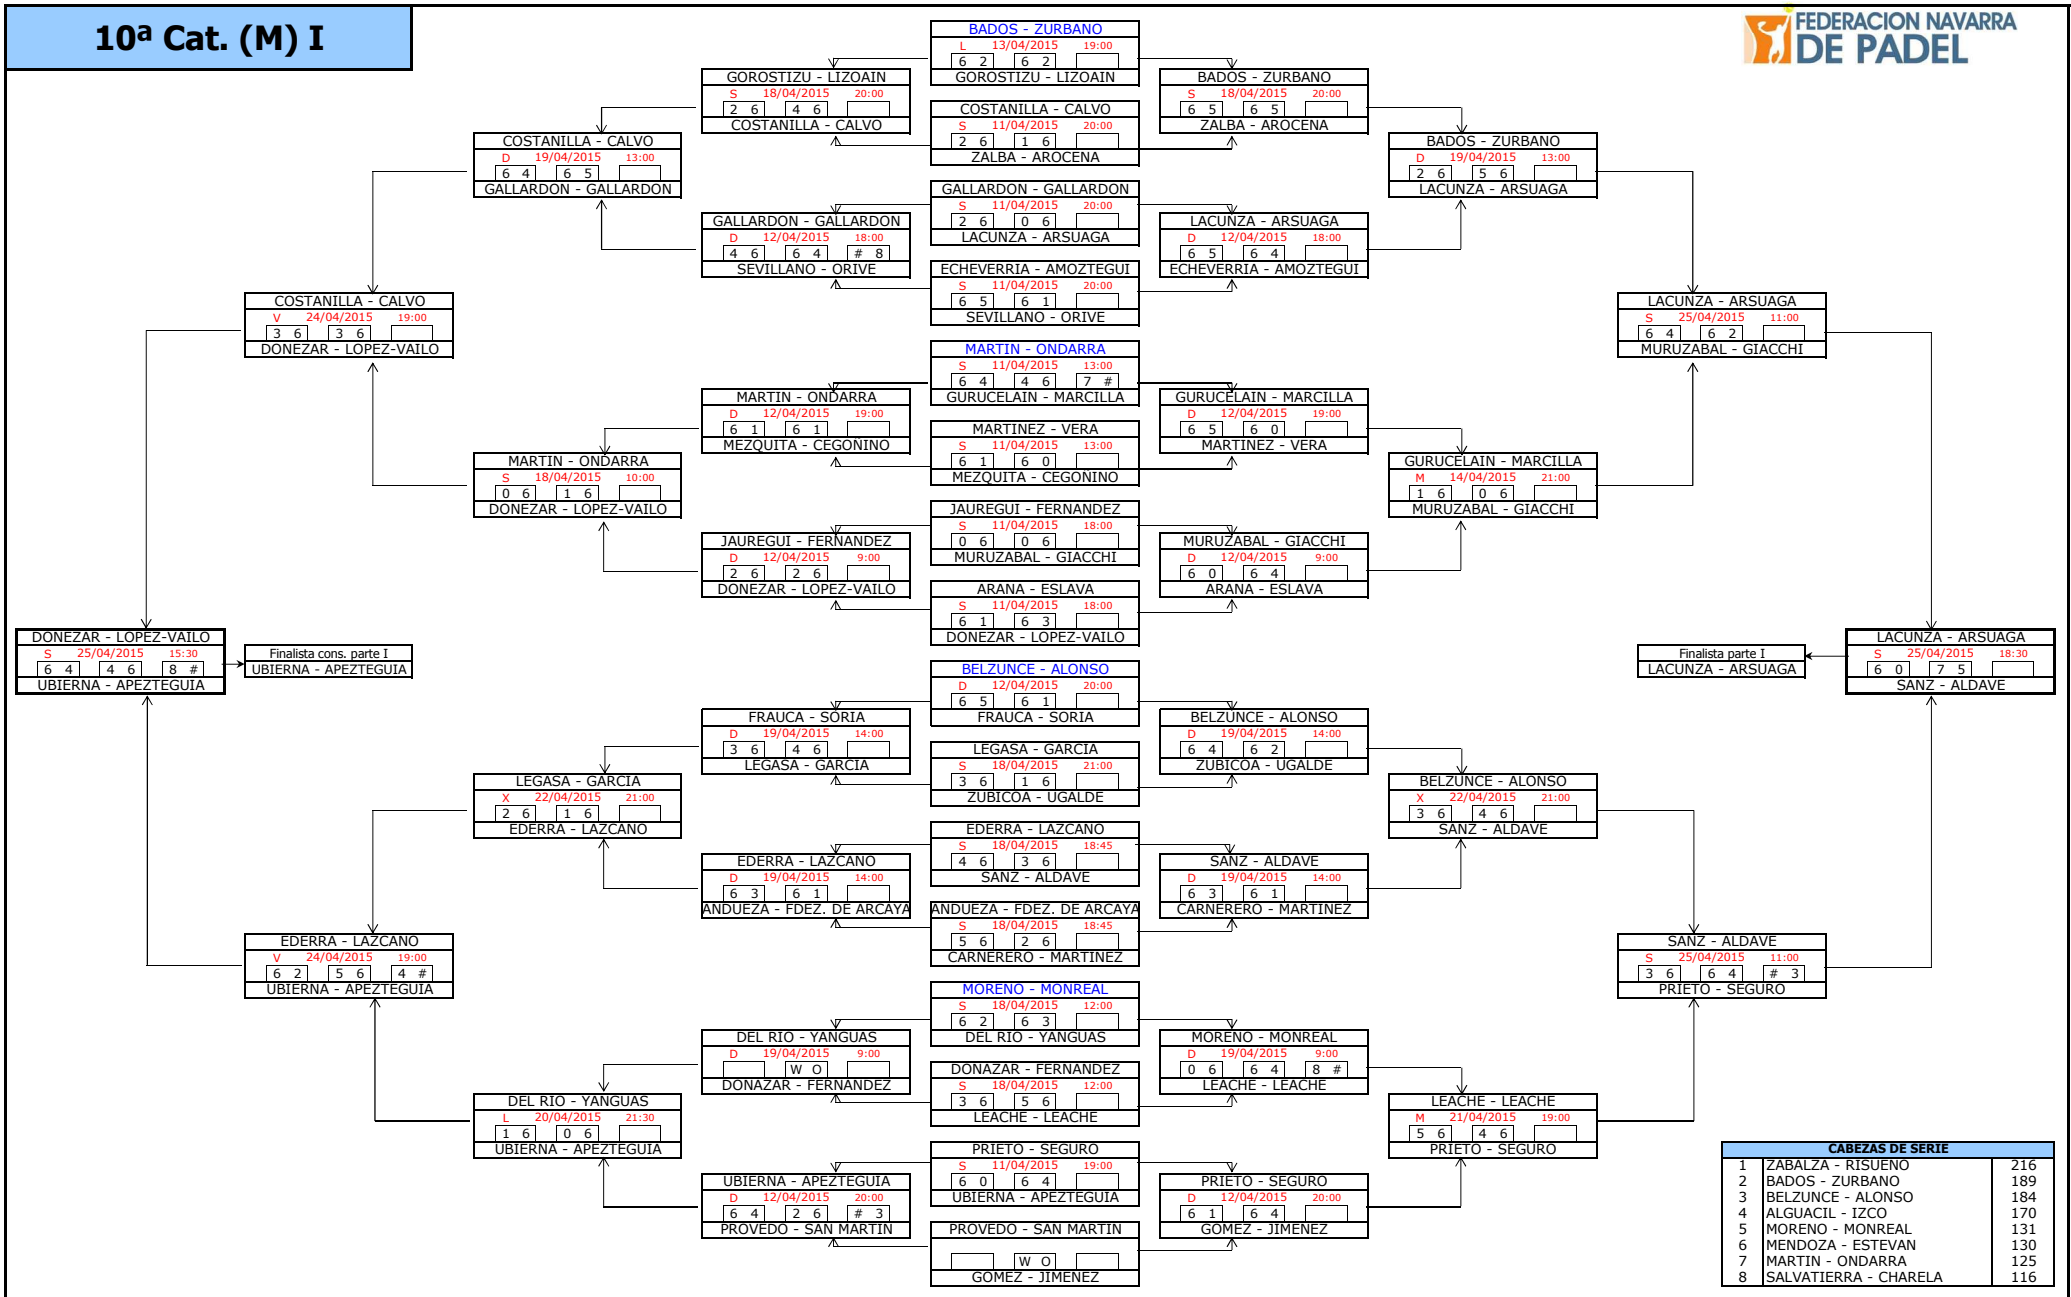 10ª Cat. (M) I
FEDERACION NAVARRA
DE PADEL
BADOS - ZURBANO
L 13/04/2015 19:00
6 2 6 2
GOROSTIZU - LIZOAIN
COSTANILLA - CALVO
S 11/04/2015 20:00
2 6 1 6
ZALBA - AROCENA
GALLARDON - GALLARDON
S 11/04/2015 20:00
2 6 0 6
LACUNZA - ARSUAGA
ECHEVERRIA - AMOZTEGUI
S 11/04/2015 20:00
6 5 6 1
SEVILLANO - ORIVE
MARTIN - ONDARRA
S 11/04/2015 13:00
6 4 4 6 7 #
GURUCELAIN - MARCILLA
MARTINEZ - VERA
S 11/04/2015 13:00
6 1 6 0
MEZQUITA - CEGOÑINO
JAUREGUI - FERNANDEZ
S 11/04/2015 18:00
0 6 0 6
MURUZABAL - GIACCHI
ARANA - ESLAVA
S 11/04/2015 18:00
6 1 6 3
DONEZAR - LOPEZ-VAILO
BELZUNCE - ALONSO
D 12/04/2015 20:00
6 5 6 1
FRAUCA - SORIA
LEGASA - GARCIA
S 18/04/2015 21:00
3 6 1 6
ZUBICOA - UGALDE
EDERRA - LAZCANO
S 18/04/2015 18:45
4 6 3 6
SANZ - ALDAVE
ANDUEZA - FDEZ. DE ARCAYA
S 18/04/2015 18:45
5 6 2 6
CARNERERO - MARTINEZ
MORENO - MONREAL
S 18/04/2015 12:00
6 2 6 3
DEL RIO - YANGUAS
DONAZAR - FERNANDEZ
S 18/04/2015 12:00
3 6 5 6
LEACHE - LEACHE
PRIETO - SEGURO
S 11/04/2015 19:00
6 0 6 4
UBIERNA - APEZTEGUIA
PROVEDO - SAN MARTIN
W O
GOMEZ - JIMENEZ
GOROSTIZU - LIZOAIN
S 18/04/2015 20:00
2 6 4 6
COSTANILLA - CALVO
GALLARDON - GALLARDON
D 12/04/2015 18:00
4 6 6 4 # 8
SEVILLANO - ORIVE
MARTIN - ONDARRA
D 12/04/2015 19:00
6 1 6 1
MEZQUITA - CEGOÑINO
JAUREGUI - FERNANDEZ
D 12/04/2015 9:00
2 6 2 6
DONEZAR - LOPEZ-VAILO
FRAUCA - SORIA
D 19/04/2015 14:00
3 6 4 6
LEGASA - GARCIA
EDERRA - LAZCANO
D 19/04/2015 14:00
6 3 6 1
ANDUEZA - FDEZ. DE ARCAYA
DEL RIO - YANGUAS
D 19/04/2015 9:00
W O
DONAZAR - FERNANDEZ
UBIERNA - APEZTEGUIA
D 12/04/2015 20:00
6 4 2 6 # 3
PROVEDO - SAN MARTIN
COSTANILLA - CALVO
D 19/04/2015 13:00
6 4 6 5
GALLARDON - GALLARDON
MARTIN - ONDARRA
S 18/04/2015 10:00
0 6 1 6
DONEZAR - LOPEZ-VAILO
LEGASA - GARCIA
X 22/04/2015 21:00
2 6 1 6
EDERRA - LAZCANO
DEL RIO - YANGUAS
L 20/04/2015 21:30
1 6 0 6
UBIERNA - APEZTEGUIA
COSTANILLA - CALVO
V 24/04/2015 19:00
3 6 3 6
DONEZAR - LOPEZ-VAILO
EDERRA - LAZCANO
V 24/04/2015 19:00
6 2 5 6 4 #
UBIERNA - APEZTEGUIA
DONEZAR - LOPEZ-VAILO
S 25/04/2015 15:30
6 4 4 6 8 #
UBIERNA - APEZTEGUIA
Finalista cons. parte I
UBIERNA - APEZTEGUIA
BADOS - ZURBANO
S 18/04/2015 20:00
6 5 6 5
ZALBA - AROCENA
LACUNZA - ARSUAGA
D 12/04/2015 18:00
6 5 6 4
ECHEVERRIA - AMOZTEGUI
GURUCELAIN - MARCILLA
D 12/04/2015 19:00
6 5 6 0
MARTINEZ - VERA
MURUZABAL - GIACCHI
D 12/04/2015 9:00
6 0 6 4
ARANA - ESLAVA
BELZUNCE - ALONSO
D 19/04/2015 14:00
6 4 6 2
ZUBICOA - UGALDE
SANZ - ALDAVE
D 19/04/2015 14:00
6 3 6 1
CARNERERO - MARTINEZ
MORENO - MONREAL
D 19/04/2015 9:00
0 6 6 4 8 #
LEACHE - LEACHE
PRIETO - SEGURO
D 12/04/2015 20:00
6 1 6 4
GOMEZ - JIMENEZ
BADOS - ZURBANO
D 19/04/2015 13:00
2 6 5 6
LACUNZA - ARSUAGA
GURUCELAIN - MARCILLA
M 14/04/2015 21:00
1 6 0 6
MURUZABAL - GIACCHI
BELZUNCE - ALONSO
X 22/04/2015 21:00
3 6 4 6
SANZ - ALDAVE
LEACHE - LEACHE
M 21/04/2015 19:00
5 6 4 6
PRIETO - SEGURO
LACUNZA - ARSUAGA
S 25/04/2015 11:00
6 4 6 2
MURUZABAL - GIACCHI
SANZ - ALDAVE
S 25/04/2015 11:00
3 6 6 4 # 3
PRIETO - SEGURO
Finalista parte I
LACUNZA - ARSUAGA
LACUNZA - ARSUAGA
S 25/04/2015 18:30
6 0 7 5
SANZ - ALDAVE
CABEZAS DE SERIE
1 ZABALZA - RISUEÑO 216
2 BADOS - ZURBANO 189
3 BELZUNCE - ALONSO 184
4 ALGUACIL - IZCO 170
5 MORENO - MONREAL 131
6 MENDOZA - ESTEVAN 130
7 MARTIN - ONDARRA 125
8 SALVATIERRA - CHARELA 116